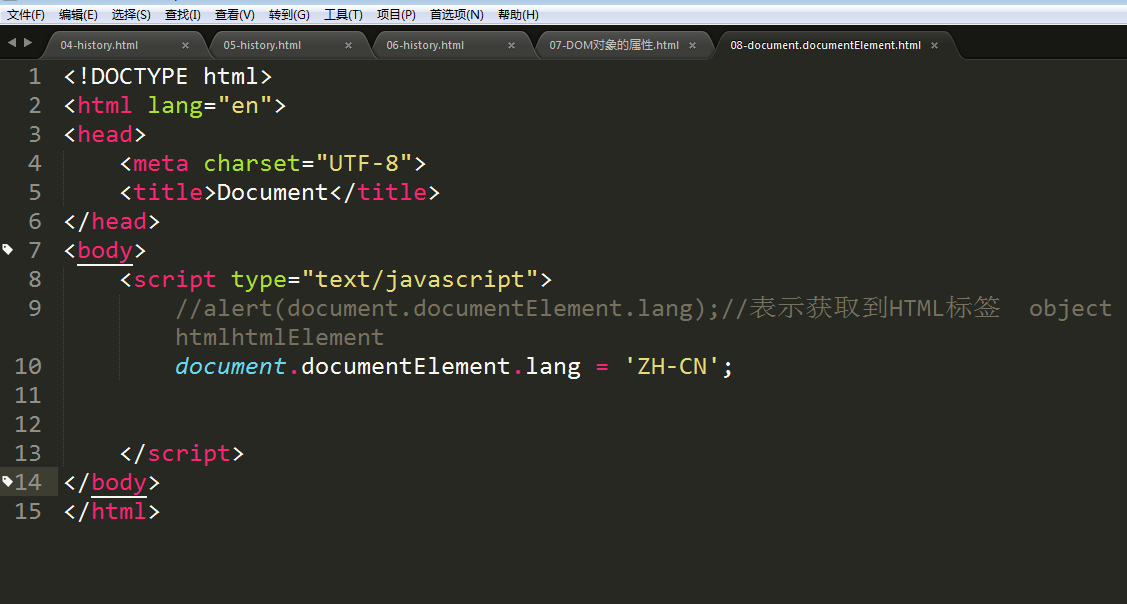 文件(F) 编辑(E) 选择(S) 查找(I) 查看(V) 转到(G) 工具(T) 项目(P) 首选项(N) 帮助(H)
04-history.html × 05-history.html × 06-history.html × 07-DOM对象的属性.html × 08-document.documentElement.html ×
1 <!DOCTYPE html>
2 <html lang="en">
3 <head>
4 <meta charset="UTF-8">
5 <title>Document</title>
6 </head>
7 <body>
8 <script type="text/javascript">
9 //alert(document.documentElement.lang);//表示获取到HTML标签 object
htmlhtmlElement
10 document.documentElement.lang = 'ZH-CN';
11
12
13 </script>
14 </body>
15 </html>